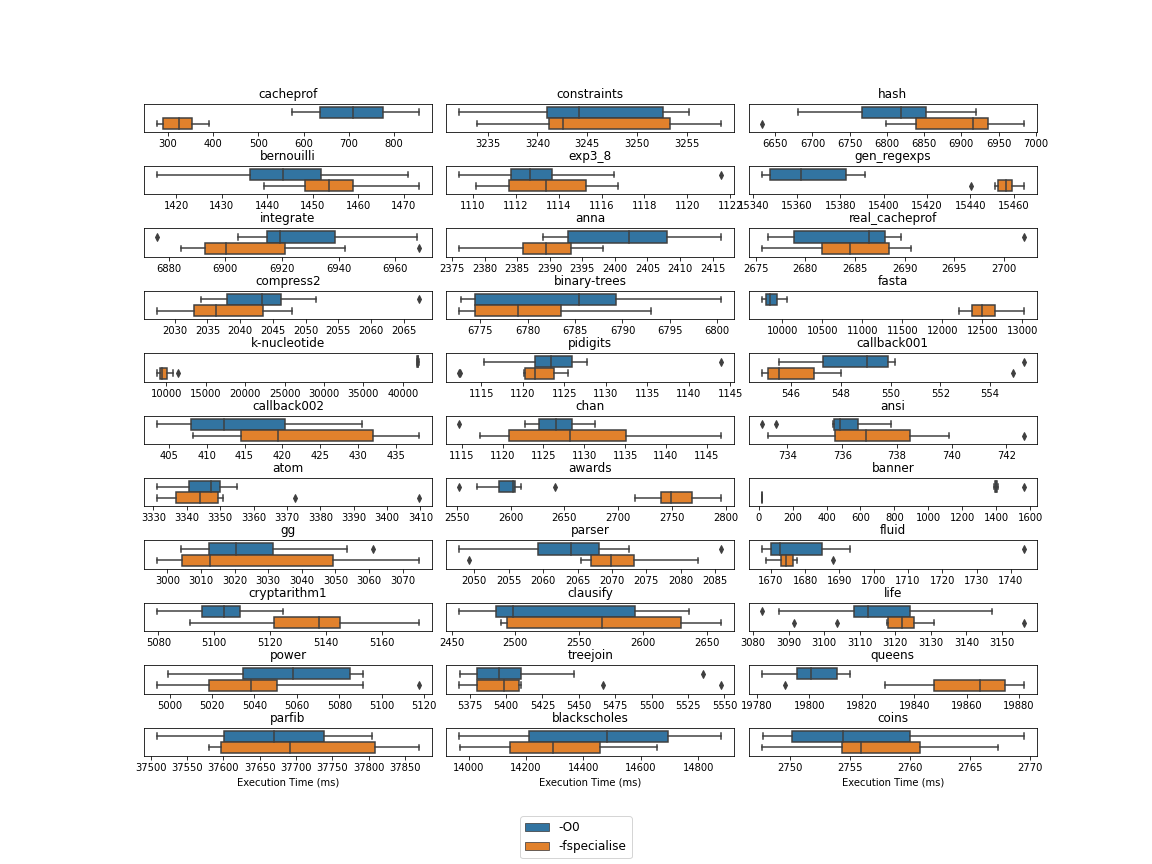 cacheprof constraints hash
300 400 500 600 700 800 3235 3240 3245 3250 3255 6650 6700 6750 6800 6850 6900 6950 7000
bernouilli exp3_8 gen_regexps
1420 1430 1440 1450 1460 1470 1110 1112 1114 1116 1118 1120 1122 15340 15360 15380 15400 15420 15440 15460
integrate anna real_cacheprof
6880 6900 6920 6940 6960 2375 2380 2385 2390 2395 2400 2405 2410 2415 2675 2680 2685 2690 2695 2700
compress2 binary-trees fasta
2030 2035 2040 2045 2050 2055 2060 2065 6775 6780 6785 6790 6795 6800 10000 10500 11000 11500 12000 12500 13000
k-nucleotide pidigits callback001
10000 15000 20000 25000 30000 35000 40000 1115 1120 1125 1130 1135 1140 1145 546 548 550 552 554
callback002 chan ansi
405 410 415 420 425 430 435 1115 1120 1125 1130 1135 1140 1145 734 736 738 740 742
atom awards banner
3330 3340 3350 3360 3370 3380 3390 3400 3410 2550 2600 2650 2700 2750 2800 0 200 400 600 800 1000 1200 1400 1600
gg parser fluid
3000 3010 3020 3030 3040 3050 3060 3070 2050 2055 2060 2065 2070 2075 2080 2085 1670 1680 1690 1700 1710 1720 1730 1740
cryptarithm1 clausify life
5080 5100 5120 5140 5160 2450 2500 2550 2600 2650 3080 3090 3100 3110 3120 3130 3140 3150
power treejoin queens
5000 5020 5040 5060 5080 5100 5120 5375 5400 5425 5450 5475 5500 5525 5550 19780 19800 19820 19840 19860 19880
parfib blackscholes coins
37500 37550 37600 37650 37700 37750 37800 37850 14000 14200 14400 14600 14800 2750 2755 2760 2765 2770
Execution Time (ms) Execution Time (ms) Execution Time (ms)
-O0
-fspecialise